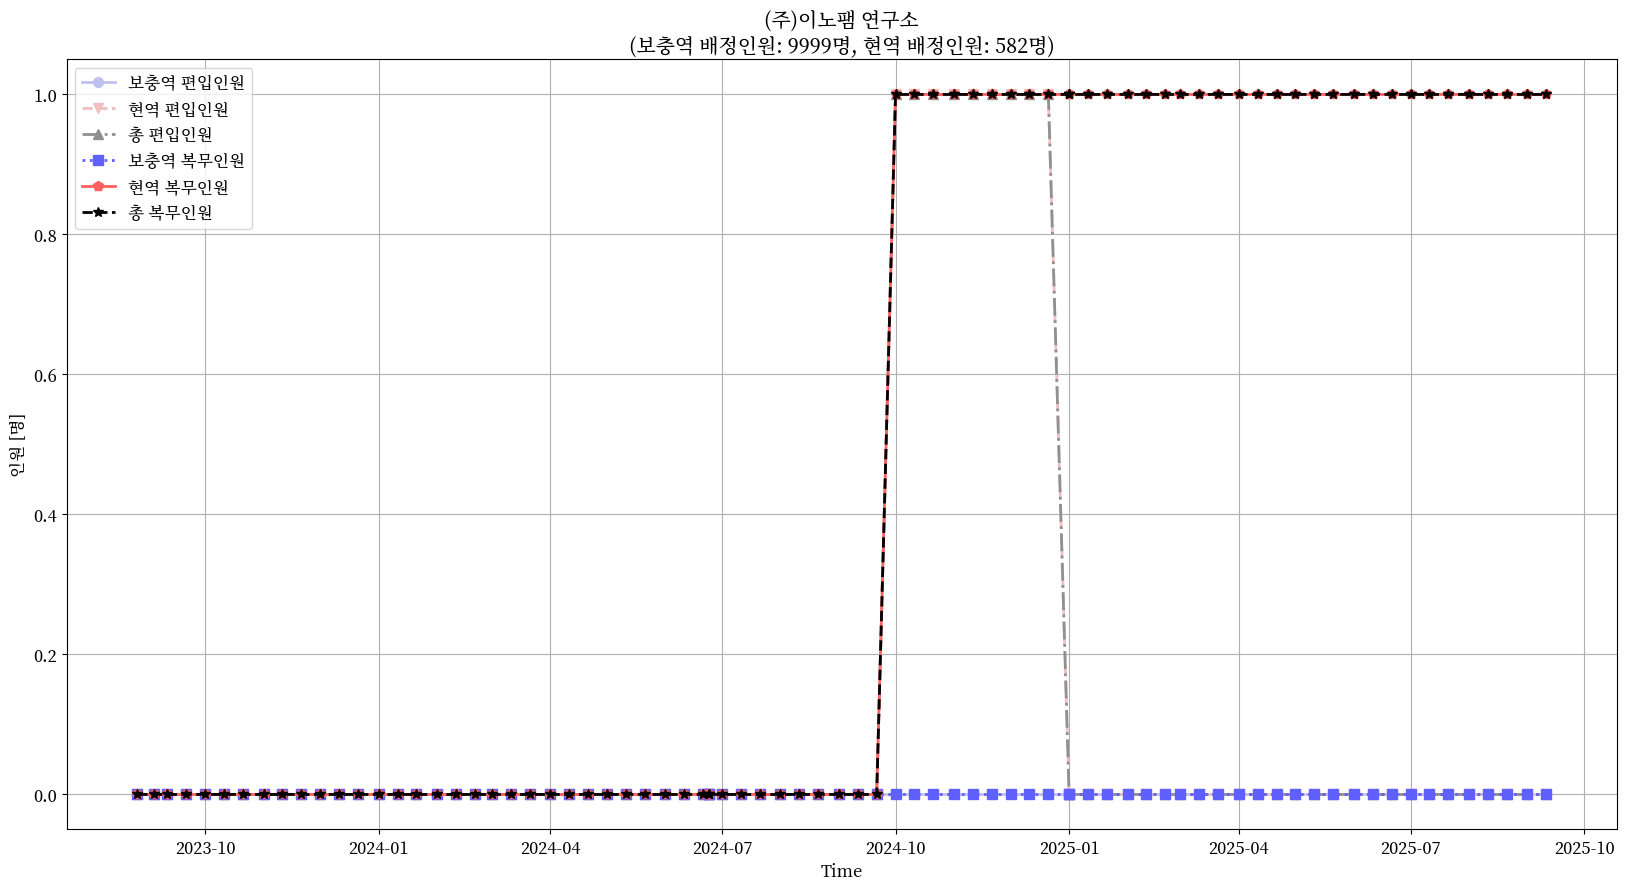 (주)이노팸 연구소
(보충역 배정인원: 9999명, 현역 배정인원: 582명)
보충역 편입인원
현역 편입인원
총 편입인원
보충역 복무인원
현역 복무인원
총 복무인원
1.0
0.8
0.6
0.4
0.2
0.0
인원 [명]
2023-10
2024-01
2024-04
2024-07
2024-10
2025-01
2025-04
2025-07
2025-10
Time